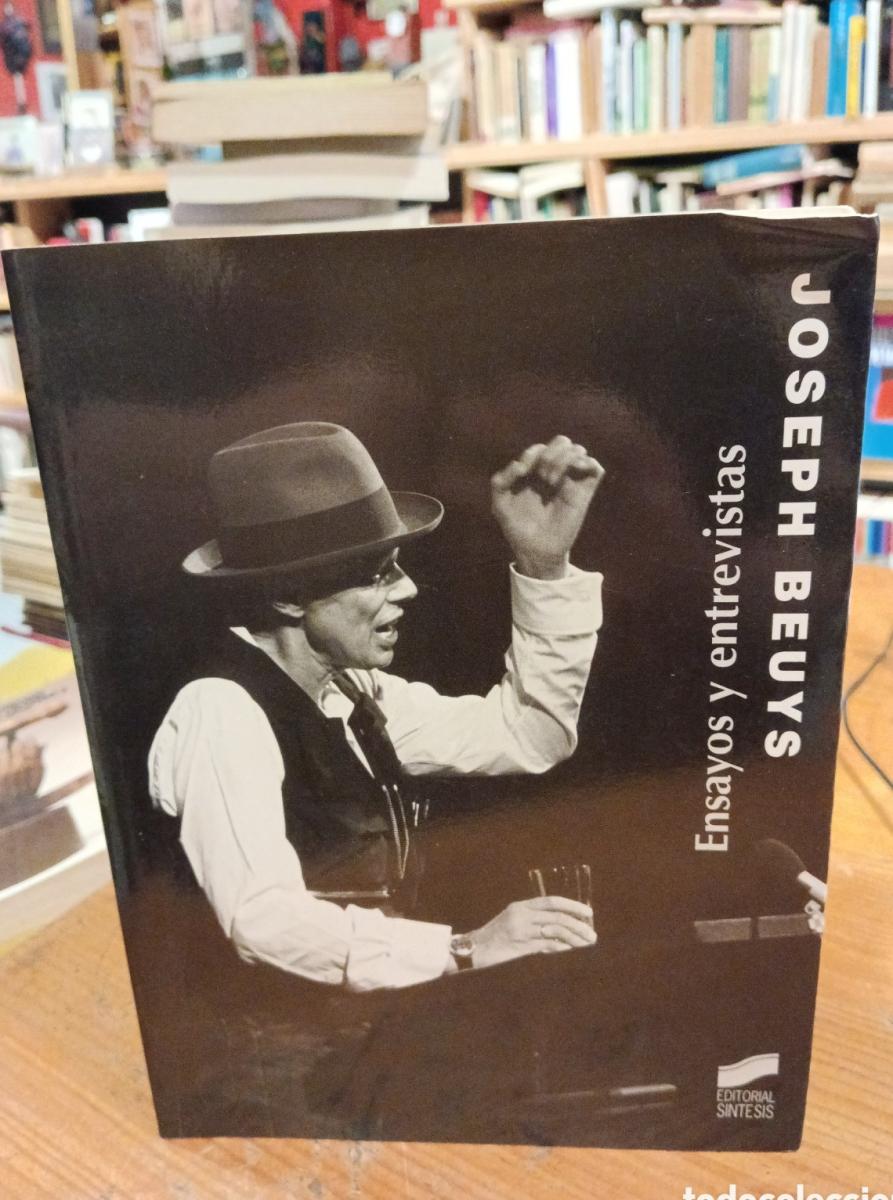 JOSEPH BEUYS
Ensayos y entrevistas
EDITORIAL
SINTESIS